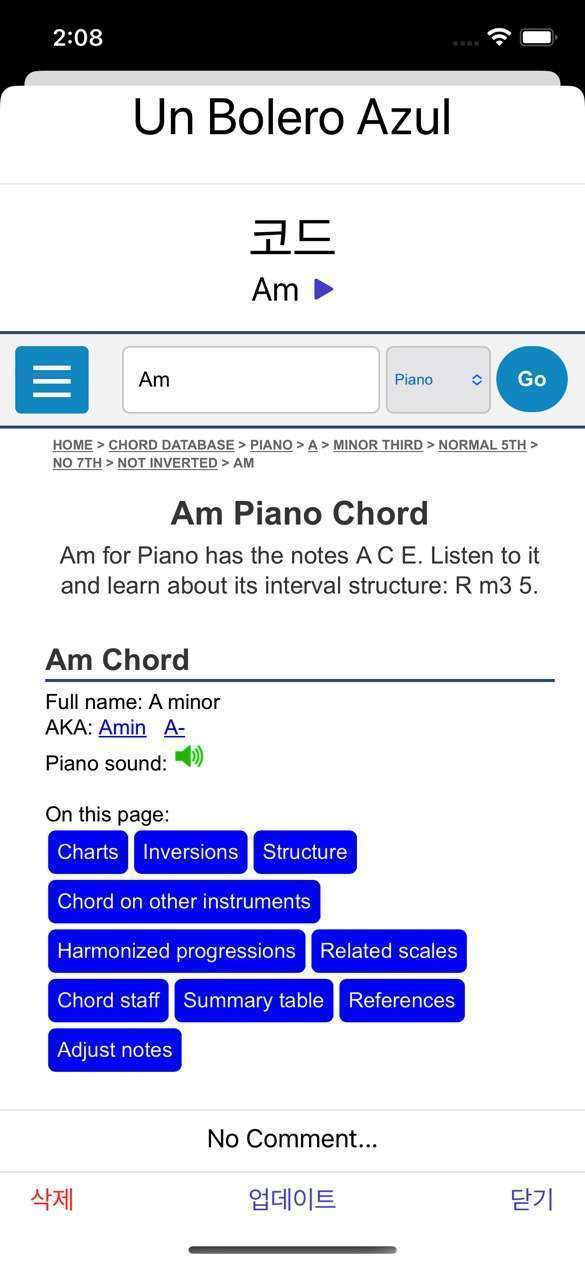 2:08
Un Bolero Azul
코드
Am
Am
Piano
Go
HOME > CHORD DATABASE > PIANO > A > MINOR THIRD > NORMAL 5TH >
NO 7TH > NOT INVERTED > AM
Am Piano Chord
Am for Piano has the notes A C E. Listen to it
and learn about its interval structure: R m3 5.
Am Chord
Full name: A minor
AKA: Amin A-
Piano sound:
On this page:
Charts Inversions Structure
Chord on other instruments
Harmonized progressions Related scales
Chord staff Summary table References
Adjust notes
No Comment...
삭제 업데이트 닫기